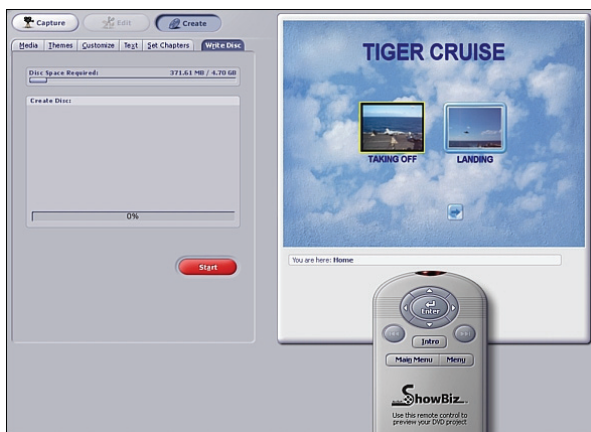 Capture Edit Create
Media Themes Customize Text Set Chapters Write Disc
Disc Space Required: 371.61 MB / 4.70 GB
Create Disc:
0%
Start
TIGER CRUISE
TAKING OFF LANDING
You are here: Home
Enter
Intro
Main Menu Menu
ShowBiz
Use this remote control to
preview your DVD project